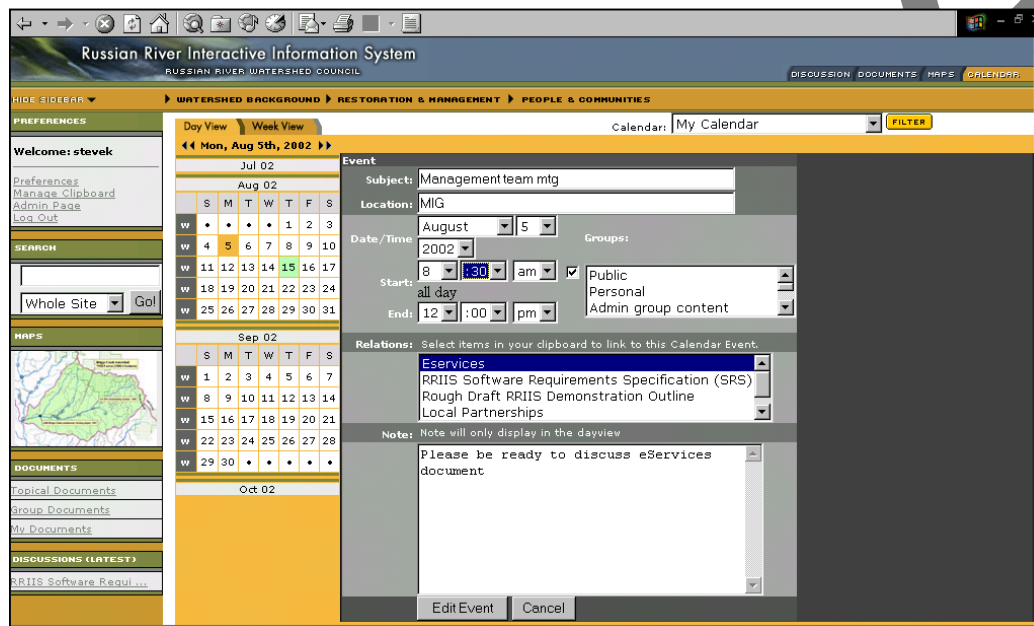 Russian River Interactive Information System
RUSSIAN RIVER WATERSHED COUNCIL
DISCUSSION DOCUMENTS MAPS CALENDAR
HIDE SIDEBAR
WATERSHED BACKGROUND RESTORATION & MANAGEMENT PEOPLE & COMMUNITIES
PREFERENCES
Welcome: stevek
Preferences
Manage Clipboard
Admin Page
Log Out
SEARCH
Whole Site Go!
MAPS
DOCUMENTS
Topical Documents
Group Documents
My Documents
DISCUSSIONS (LATEST)
RRIIS Software Requi ...
Day View Week View
Calendar: My Calendar FILTER
Mon, Aug 5th, 2002
Jul 02
Aug 02
S M T W T F S
w • • • • 1 2 3
w 4 5 6 7 8 9 10
w 11 12 13 14 15 16 17
w 18 19 20 21 22 23 24
w 25 26 27 28 29 30 31
Sep 02
S M T W T F S
w 1 2 3 4 5 6 7
w 8 9 10 11 12 13 14
w 15 16 17 18 19 20 21
w 22 23 24 25 26 27 28
w 29 30 • • • • •
Oct 02
Event
Subject: Management team mtg
Location: MIG
Date/Time August 5
2002
Start: 8 :30 am
all day
End: 12 :00 pm
Groups:
Public
Personal
Admin group content
Relations: Select items in your clipboard to link to this Calendar Event.
Eservices
RRIIS Software Requirements Specification (SRS)
Rough Draft RRIIS Demonstration Outline
Local Partnerships
Note: Note will only display in the dayview
Please be ready to discuss eServices
document
Edit Event Cancel